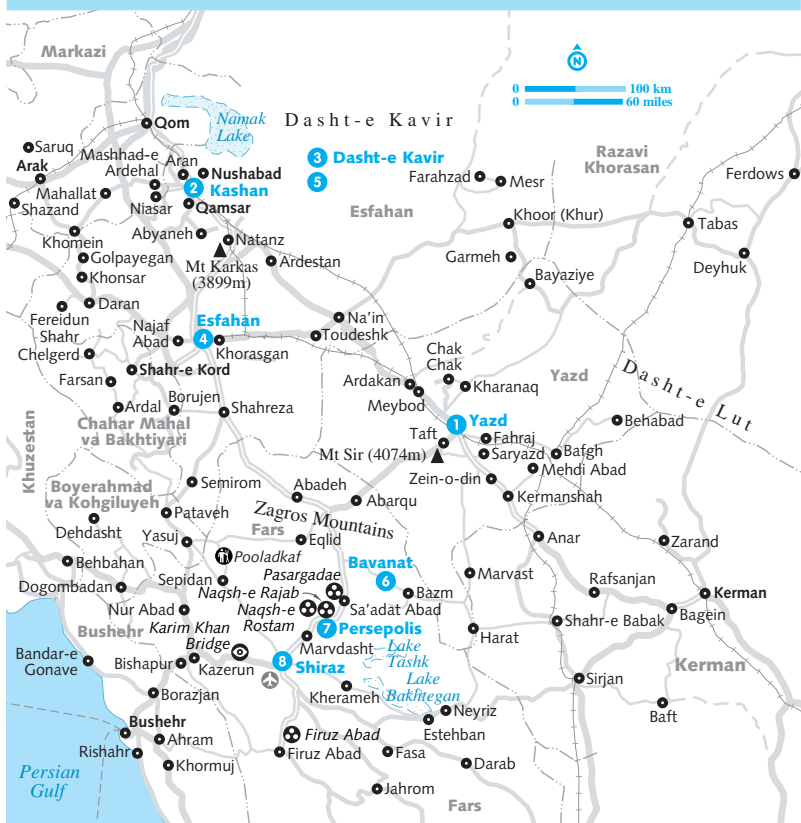 Markazi
N
0 100 km
0 60 miles
Namak
Lake
Dasht-e Kavir
Qom
Saruq
Arak
Mashhad-e
Ardehal
Aran
Nushabad
3 Dasht-e Kavir
5
Razavi
Khorasan
Ferdows
Farahzad
Mesr
Mahallat
2 Kashan
Shazand
Niasar
Qamsar
Esfahan
Khoor (Khur)
Tabas
Khomein
Abyaneh
Natanz
Golpayegan
Mt Karkas
(3899m)
Ardestan
Garmeh
Deyhuk
Khonsar
Bayaziye
Daran
Fereidun
Shahr
Najaf
Abad
Esfahan
4
Khorasgan
Na'in
Toudeshk
Chelgerd
Shahr-e Kord
Chak
Chak
Kharanaq
Yazd
Dasht-e Lut
Farsan
Ardakan
Meybod
Borujen
Ardal
Shahreza
Chahar Mahal
va Bakhtiyari
1 Yazd
Behabad
Taft
Fahraj
Khuzestan
Mt Sir (4074m)
Saryazd
Bafgh
Mehdi Abad
Boyerahmad
va Kohgiluyeh
Semirom
Zein-o-din
Kermanshah
Abadeh
Abarqu
Pataveh
Zagros Mountains
Fars
Dehdasht
Yasuj
Eqlid
Anar
Zarand
Behbahan
Pooladkaf
Bavanat
6
Pasargadae
Marvast
Dogombadan
Sepidan
Naqsh-e Rajab
Bazm
Rafsanjan
Kerman
Nur Abad
Naqsh-e
Rostam
Sa'adat Abad
Bagein
Bushehr
Karim Khan
Bridge
7 Persepolis
Harat
Shahr-e Babak
Marvdasht
Lake
Tashk
Bandar-e
Gonave
Bishapur
Kazerun
8 Shiraz
Lake
Bakhtegan
Kerman
Sirjan
Borazjan
Kherameh
Neyriz
Baft
Estehban
Bushehr
Ahram
Firuz Abad
Rishahr
Firuz Abad
Fasa
Darab
Khormuj
Persian
Gulf
Jahrom
Fars